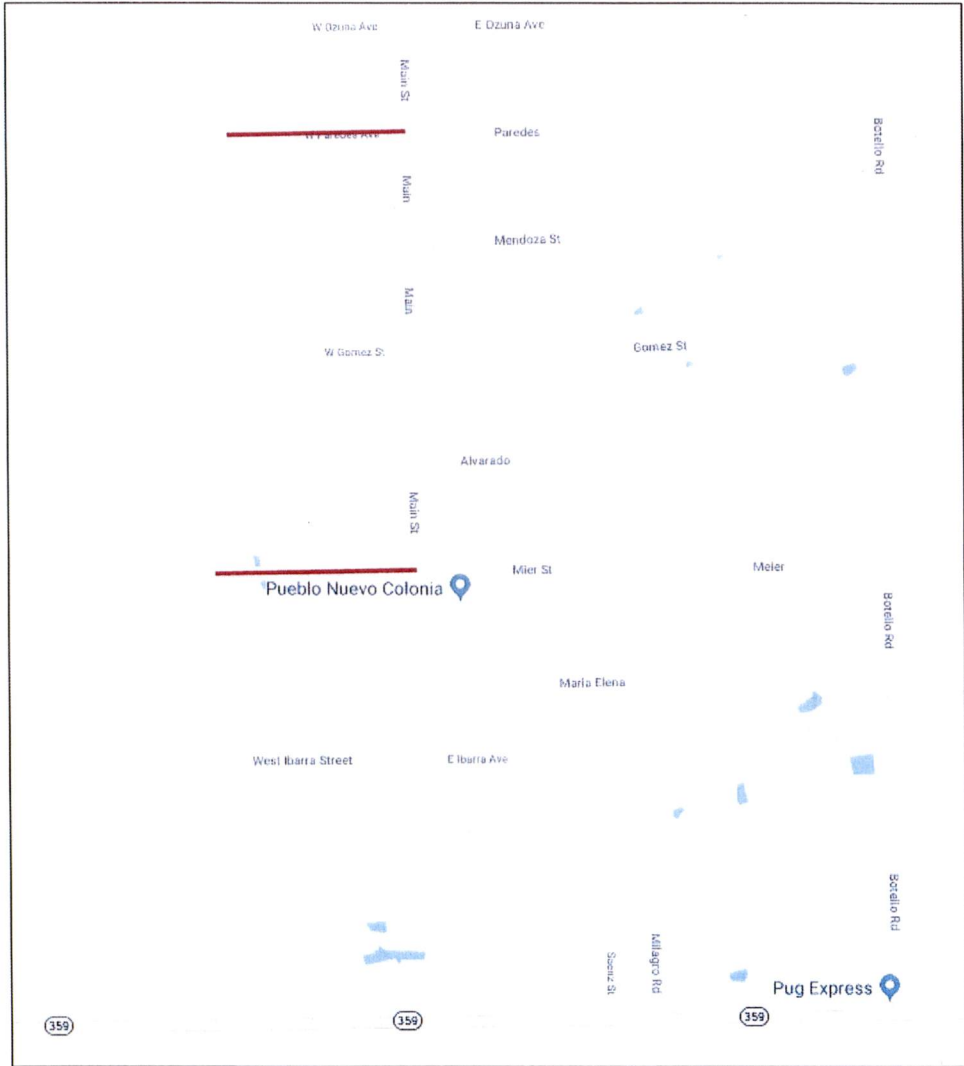 W Ozuna Ave
E Ozuna Ave
Main St
W Paredes Ave
Paredes
Botello Rd
Main
Mendoza St
Main
W Gomez St
Gomez St
Alvarado
Main St
Mier St
Meier
Pueblo Nuevo Colonia
Botello Rd
Maria Elena
West Ibarra Street
E Ibarra Ave
Botello Rd
Saenz St
Milagro Rd
Pug Express
359
359
359